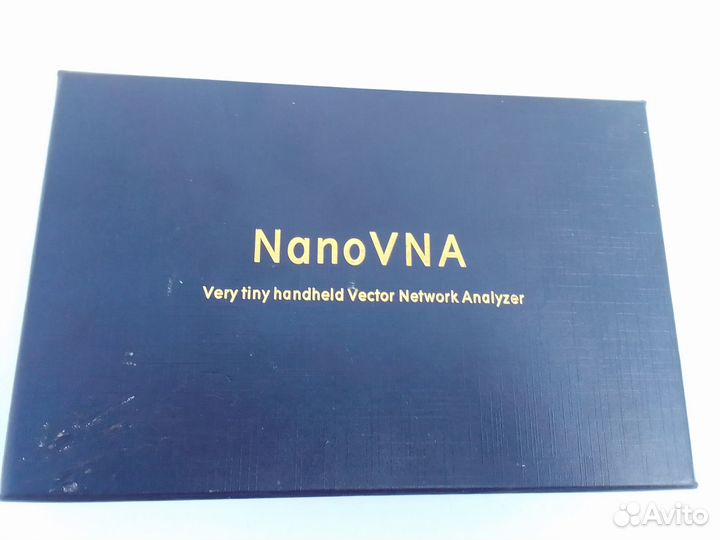 NanoVNA
Very tiny handheld Vector Network Analyzer
Avito